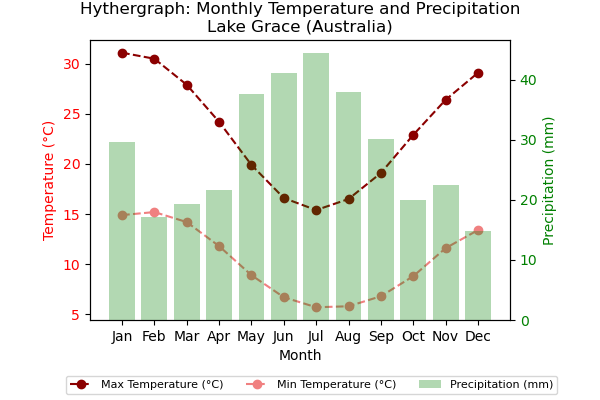 Hythergraph: Monthly Temperature and Precipitation
Lake Grace (Australia)
Temperature (°C)
30
25
20
15
10
5
Precipitation (mm)
40
30
20
10
0
Jan Feb Mar Apr May Jun Jul Aug Sep Oct Nov Dec
Month
Max Temperature (°C) Min Temperature (°C) Precipitation (mm)